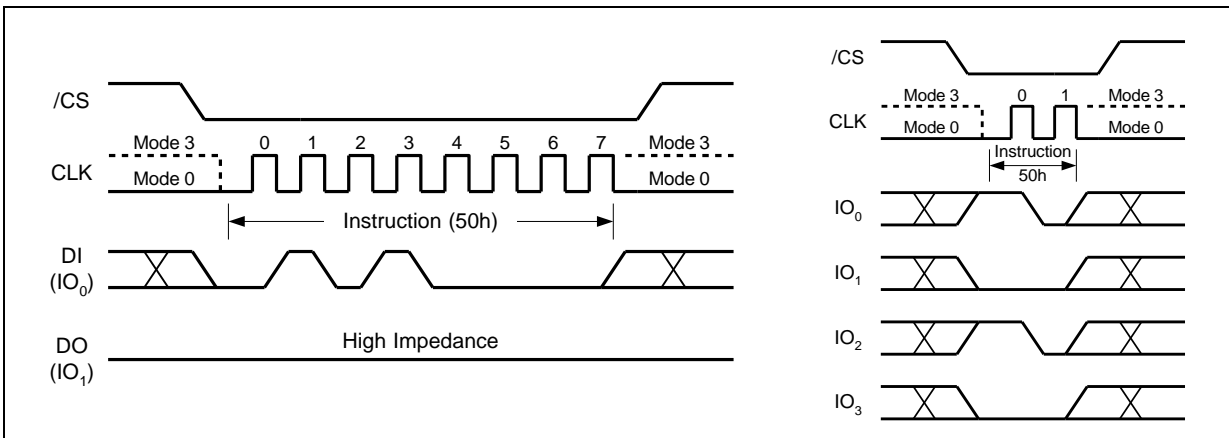 /CS
Mode 3 0 1 2 3 4 5 6 7 Mode 3
CLK
Mode 0 Mode 0
Instruction (50h)
DI
(IO0)
DO
(IO1)
High Impedance
/CS
Mode 3 0 1 Mode 3
CLK
Mode 0 Mode 0
Instruction
50h
IO0
IO1
IO2
IO3